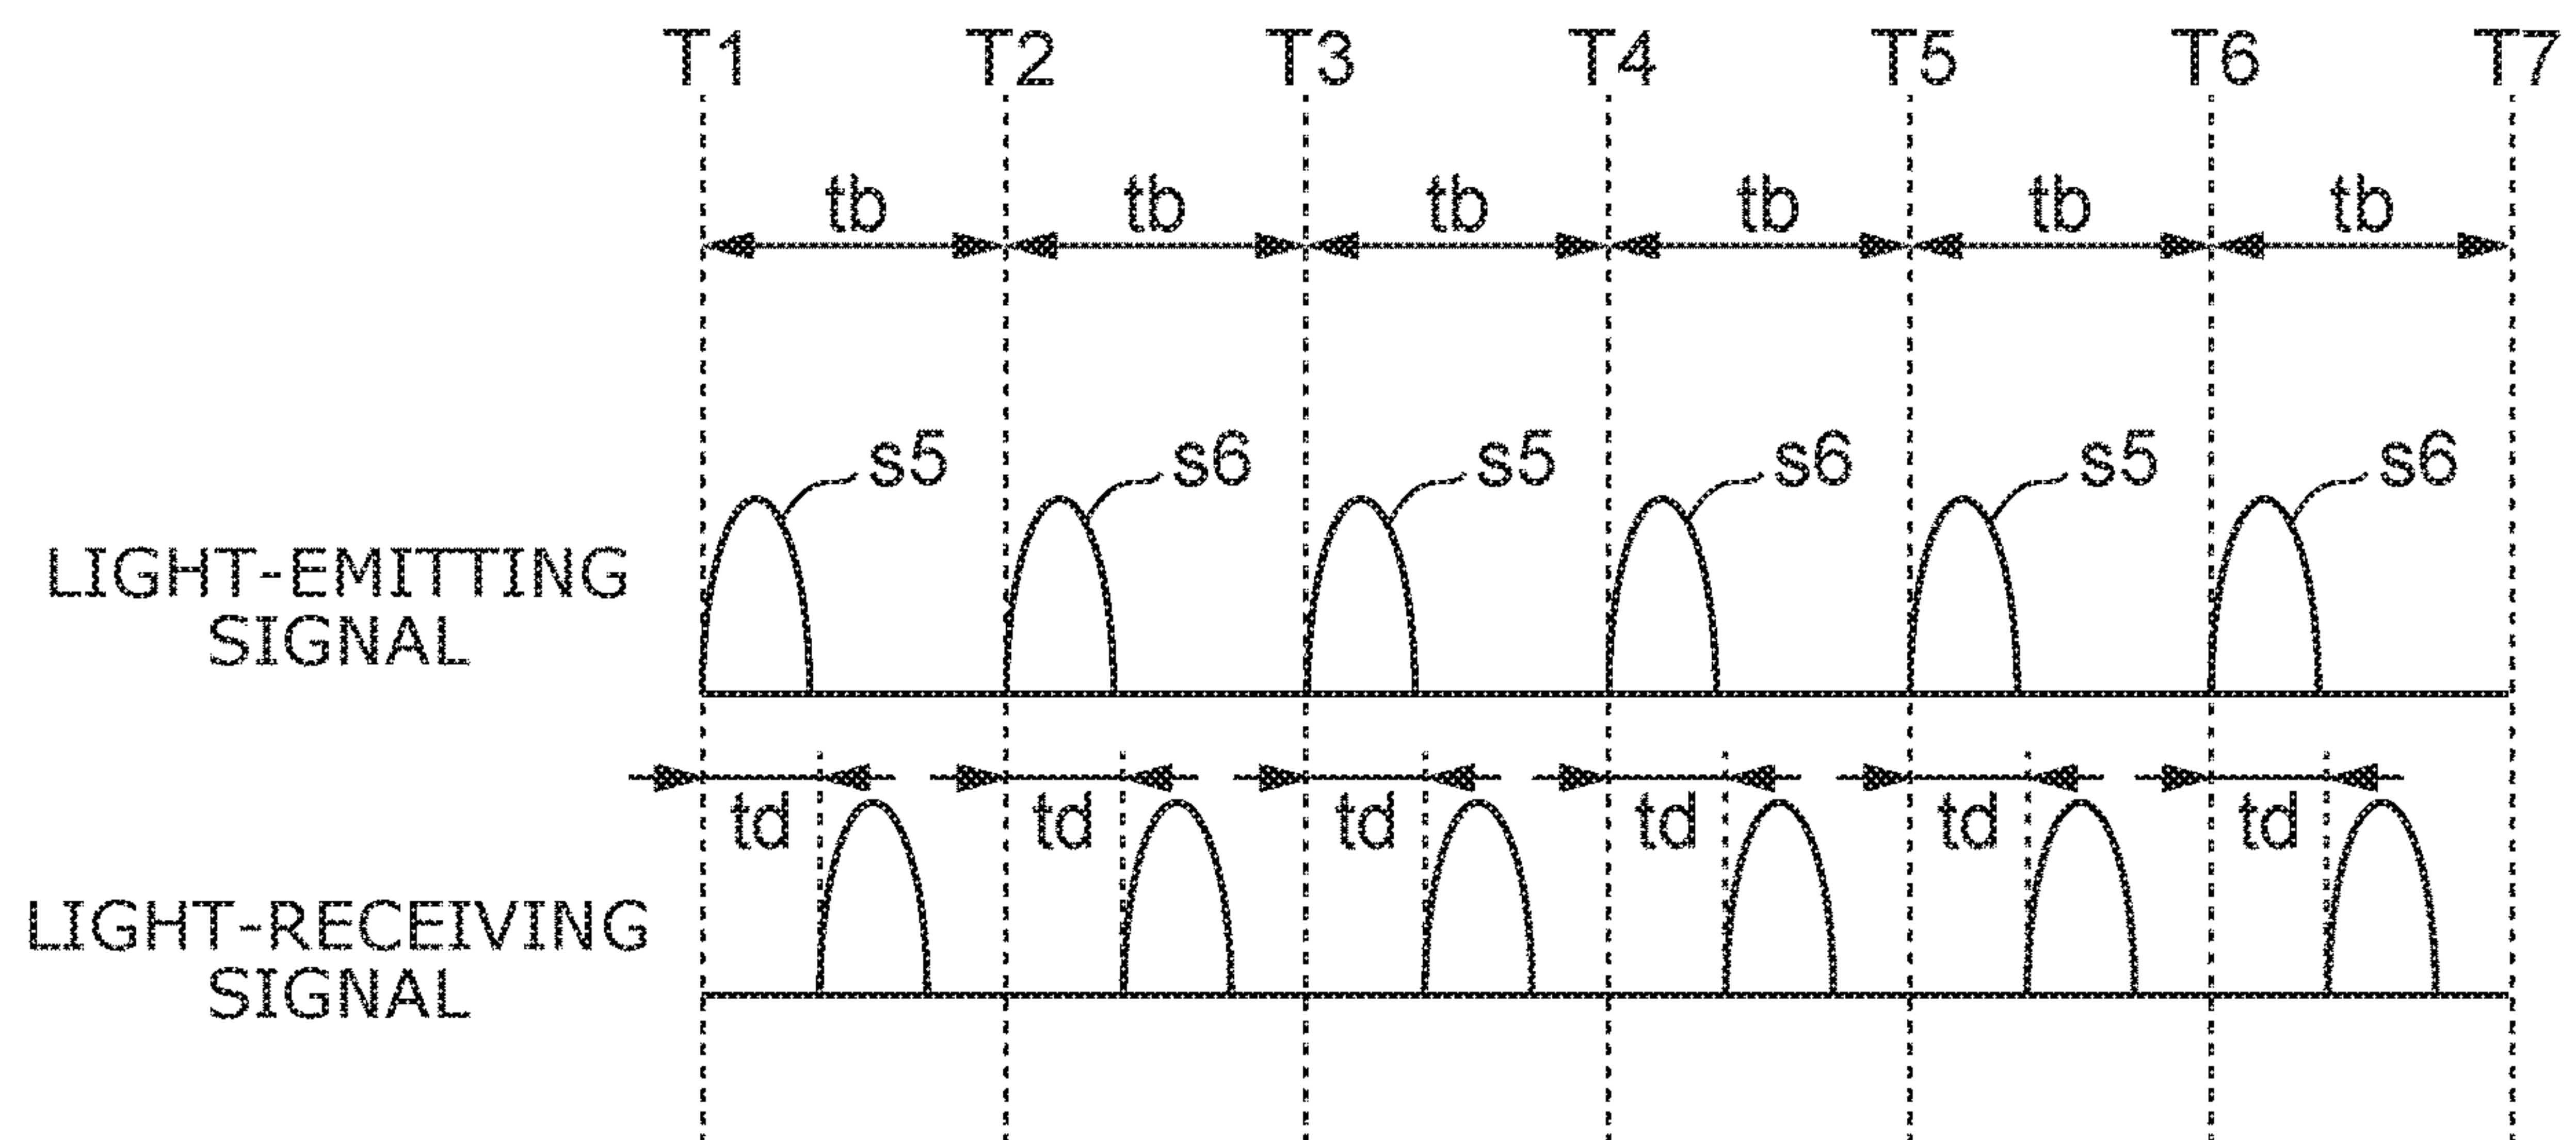 T1 T2 T3 T4 T5 T6 T7
tb tb tb tb tb tb
s5 s6 s5 s6 s5 s6
LIGHT-EMITTING
SIGNAL
td td td td td td
LIGHT-RECEIVING
SIGNAL